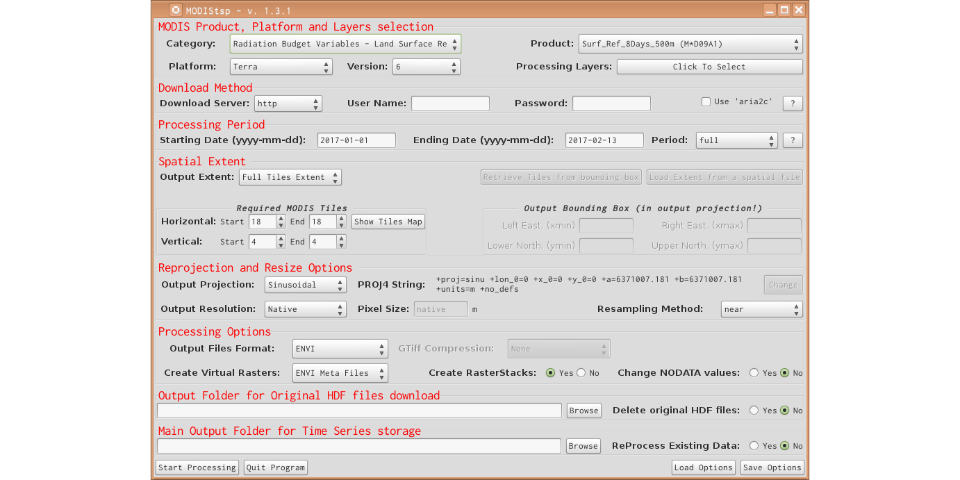 MODIStsp - v. 1.3.1
MODIS Product, Platform and Layers selection
Category: Radiation Budget Variables - Land Surface Re Product: Surf_Ref_8Days_500m (M*D09A1)
Platform: Terra Version: 6 Processing Layers: Click To Select
Download Method
Download Server: http User Name: Password: Use 'aria2c' ?
Processing Period
Starting Date (yyyy-mm-dd): 2017-01-01 Ending Date (yyyy-mm-dd): 2017-02-13 Period: full ?
Spatial Extent
Output Extent: Full Tiles Extent Retrieve Tiles from bounding box Load Extent from a spatial file
Required MODIS Tiles Output Bounding Box (in output projection!)
Horizontal: Start 18 End 18 Show Tiles Map Left East. (xmin) Right East. (xmax)
Vertical: Start 4 End 4 Lower North. (ymin) Upper North. (ymax)
Reprojection and Resize Options
Output Projection: Sinusoidal PROJ4 String: +proj=sinu +lon_0=0 +x_0=0 +y_0=0 +a=6371007.181 +b=6371007.181 Change
+units=m +no_defs
Output Resolution: Native Pixel Size: native m Resampling Method: near
Processing Options
Output Files Format: ENVI GTiff Compression: None
Create Virtual Rasters: ENVI Meta Files Create RasterStacks: Yes No Change NODATA values: Yes No
Output Folder for Original HDF files download
Browse Delete original HDF files: Yes No
Main Output Folder for Time Series storage
Browse ReProcess Existing Data: Yes No
Start Processing Quit Program Load Options Save Options